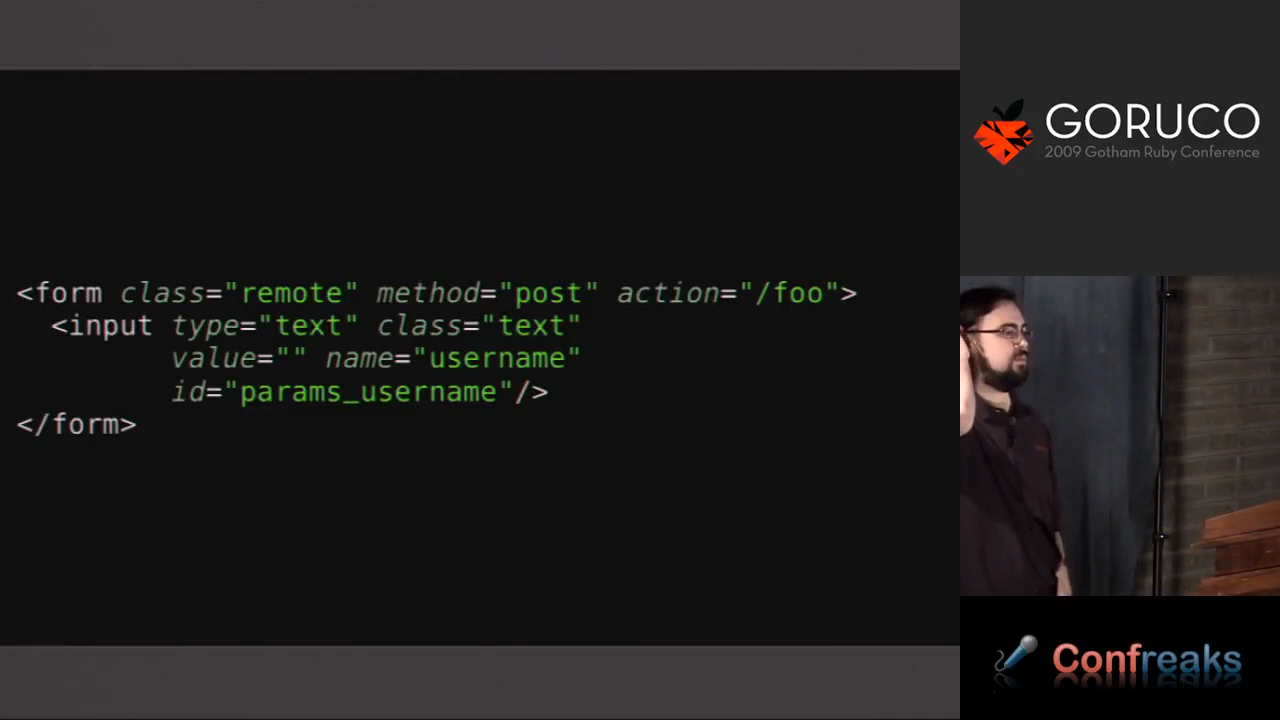 <form class="remote" method="post" action="/foo">
<input type="text" class="text"
value="" name="username"
id="params_username"/>
</form>
GORUCO
2009 Gotham Ruby Conference
Confreaks